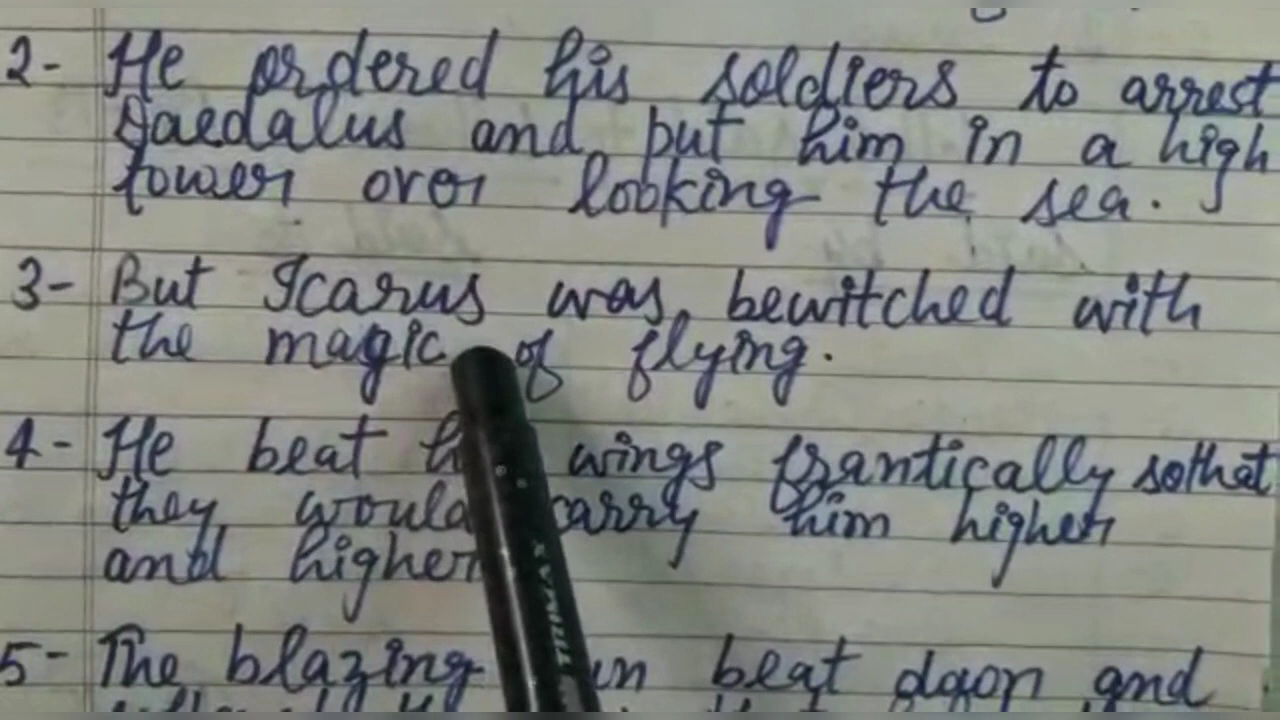 2- He ordered his soldiers to arrest
Daedalus and put him in a high
tower over looking the sea.
3- But Icarus was bewitched with
the magic of flying.
4- He beat wings frantically sothat
they would carry him higher
and higher
5- The blazing beat down and
TRIMAX